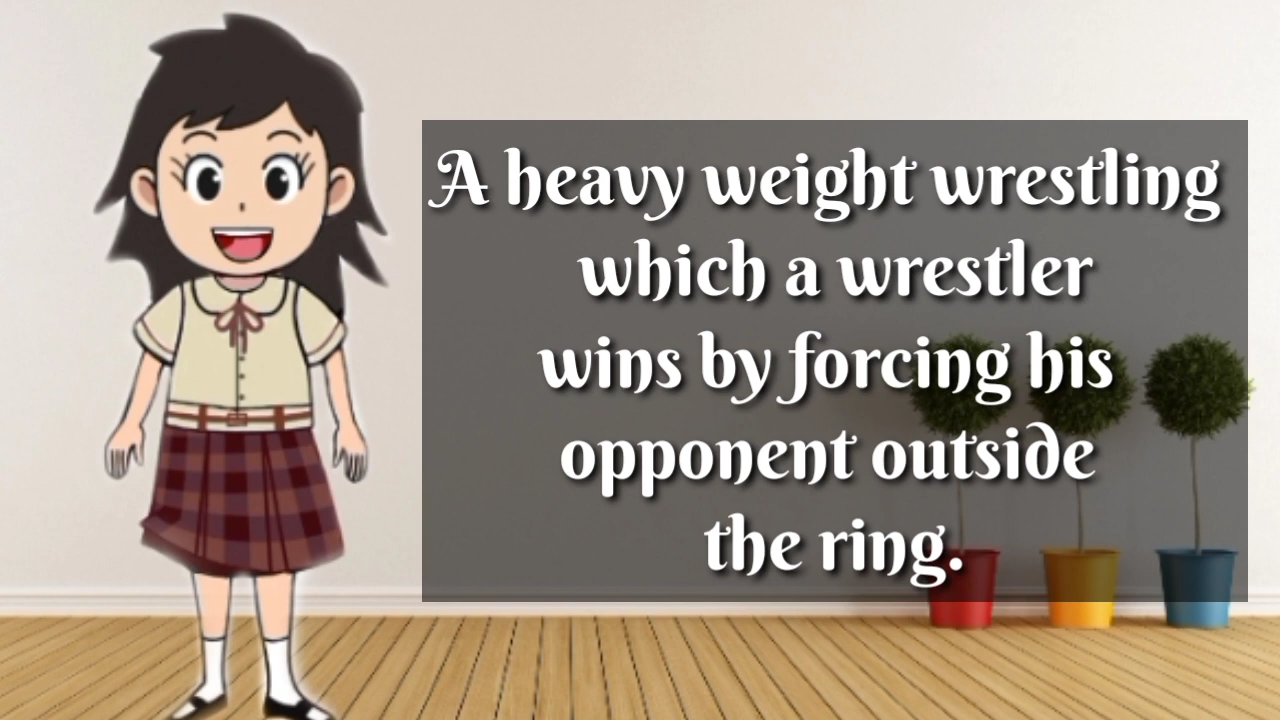 A heavy weight wrestling
which a wrestler
wins by forcing his
opponent outside
the ring.